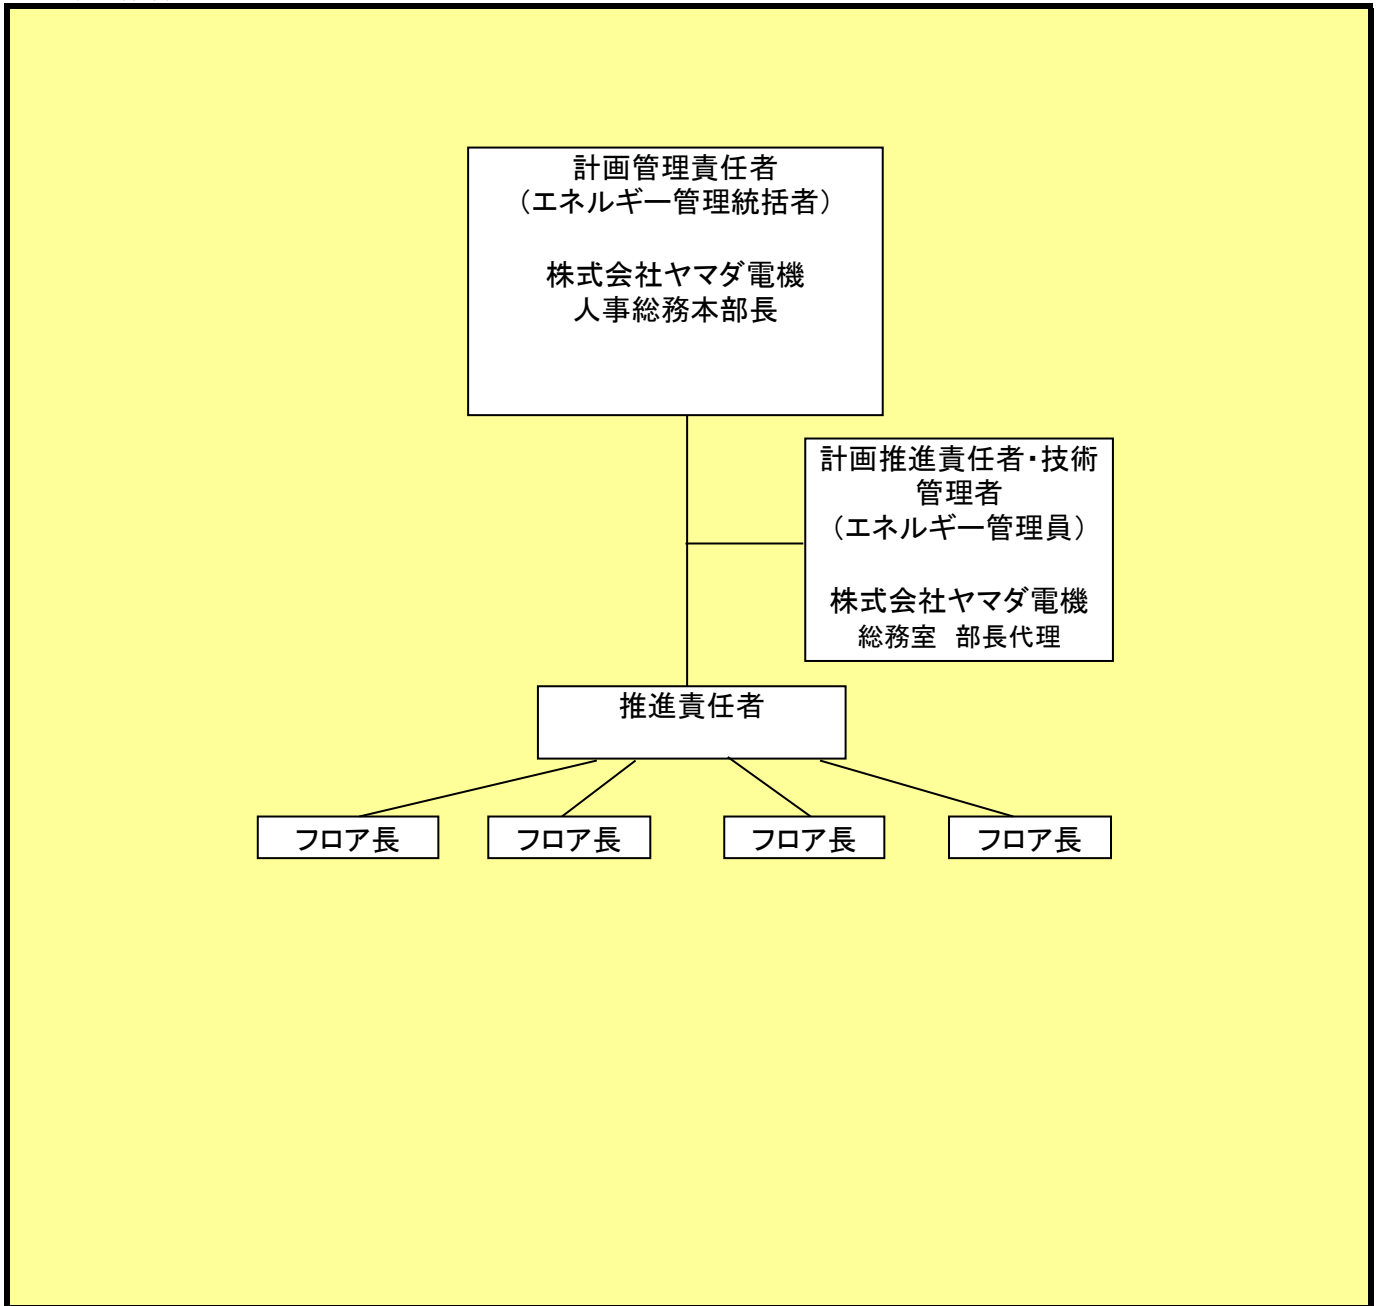 計画管理責任者
（エネルギー管理統括者）
株式会社ヤマダ電機
人事総務本部長
計画推進責任者・技術
管理者
（エネルギー管理員）
株式会社ヤマダ電機
総務室　部長代理
推進責任者
フロア長
フロア長
フロア長
フロア長